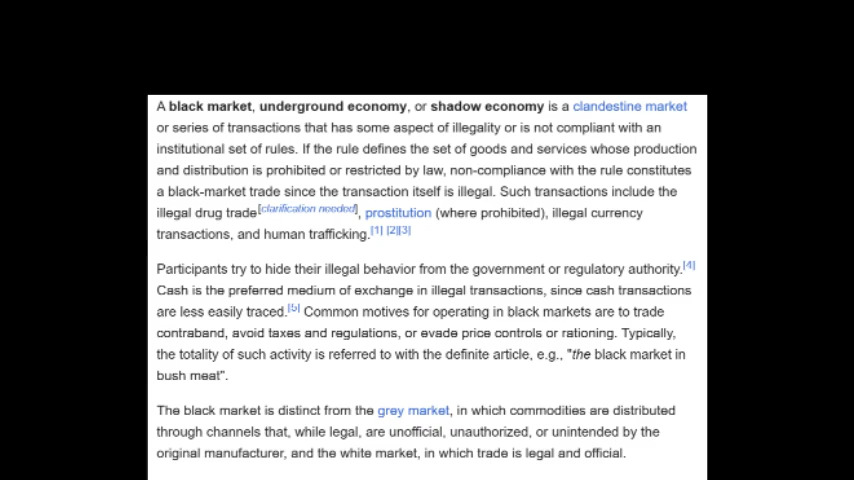 A black market, underground economy, or shadow economy is a clandestine market
or series of transactions that has some aspect of illegality or is not compliant with an
institutional set of rules. If the rule defines the set of goods and services whose production
and distribution is prohibited or restricted by law, non-compliance with the rule constitutes
a black-market trade since the transaction itself is illegal. Such transactions include the
illegal drug trade[clarification needed], prostitution (where prohibited), illegal currency
transactions, and human trafficking.[1] [2][3]
Participants try to hide their illegal behavior from the government or regulatory authority.[4]
Cash is the preferred medium of exchange in illegal transactions, since cash transactions
are less easily traced.[5] Common motives for operating in black markets are to trade
contraband, avoid taxes and regulations, or evade price controls or rationing. Typically,
the totality of such activity is referred to with the definite article, e.g., "the black market in
bush meat".
The black market is distinct from the grey market, in which commodities are distributed
through channels that, while legal, are unofficial, unauthorized, or unintended by the
original manufacturer, and the white market, in which trade is legal and official.